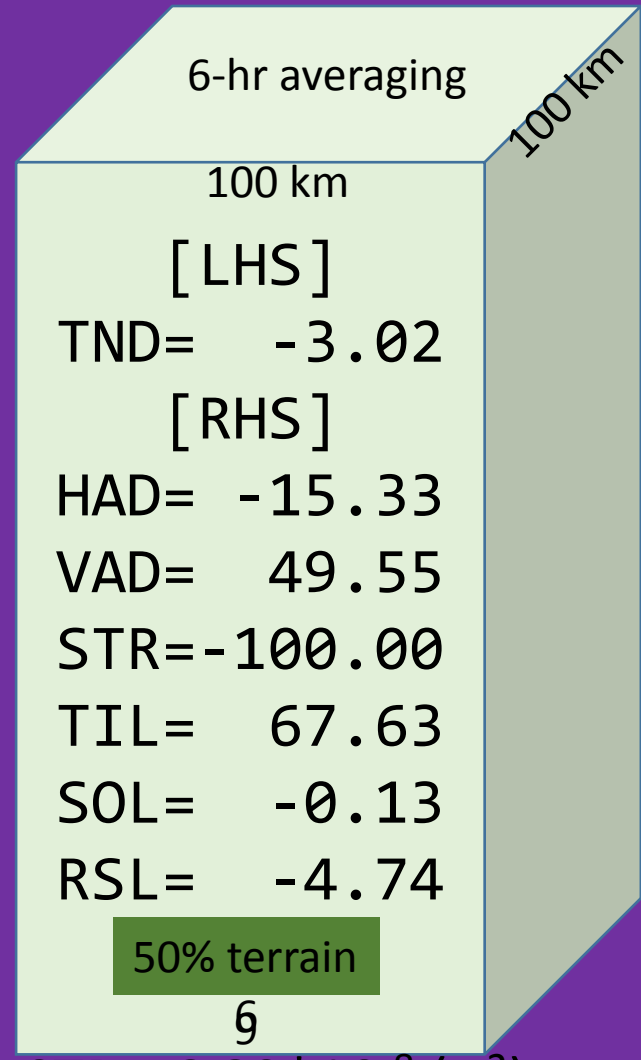 6-hr averaging
100 km
100 km
[LHS]
TND= -3.02
[RHS]
HAD= -15.33
VAD= 49.55
STR=-100.00
TIL= 67.63
SOL= -0.13
RSL= -4.74
50% terrain